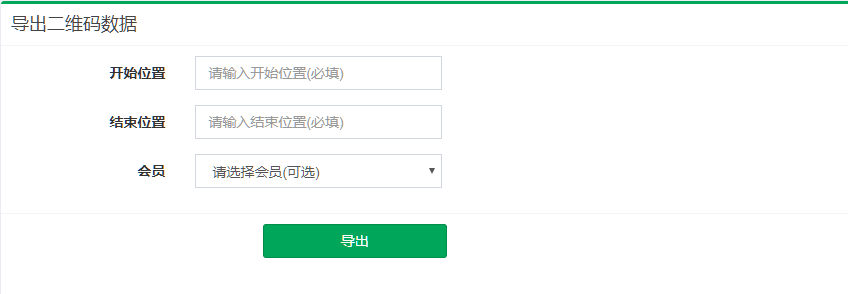 导出二维码数据
开始位置 请输入开始位置(必填)
结束位置 请输入结束位置(必填)
会员 请选择会员(可选)
导出